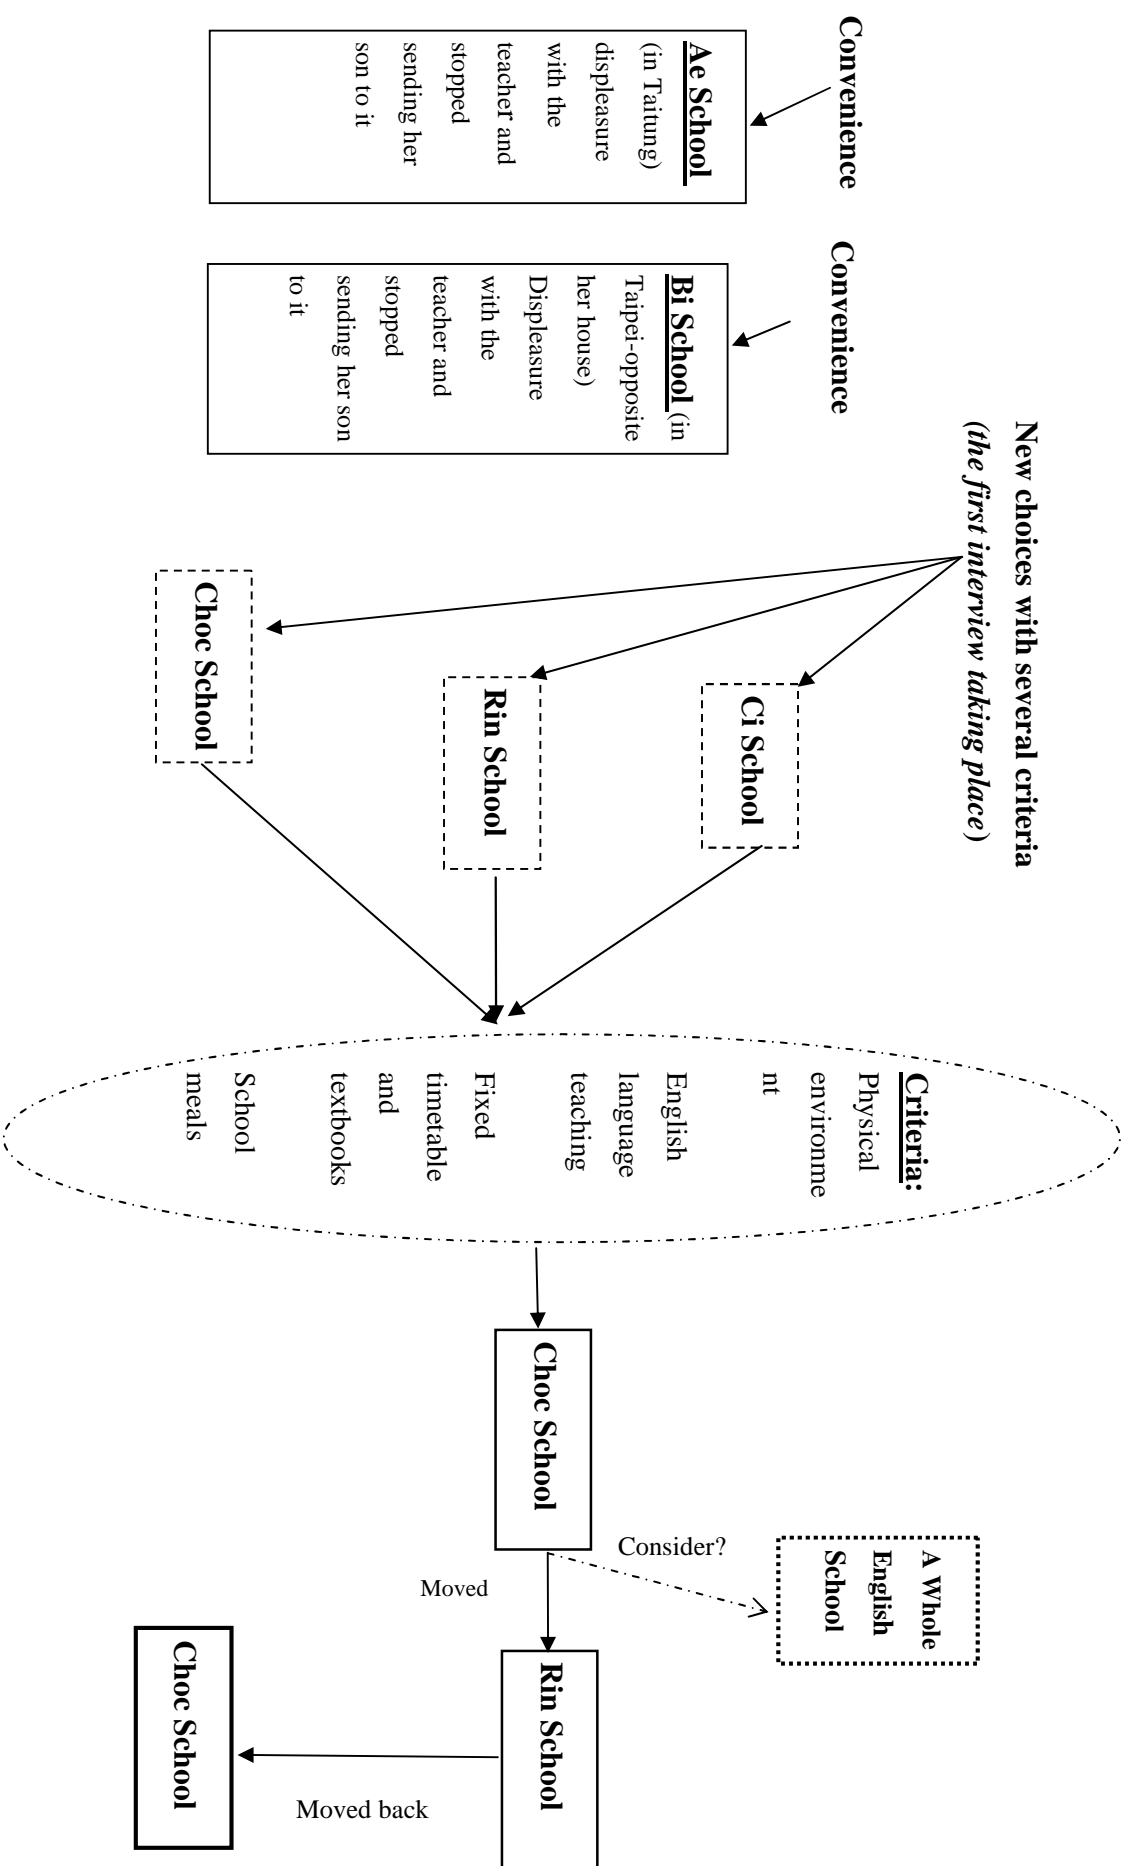 Convenience
Ae School
(in Taitung)
displeasure
with the
teacher and
stopped
sending her
son to it
Convenience
Bi School (in
Taipei-opposite
her house)
Displeasure
with the
teacher and
stopped
sending her son
to it
New choices with several criteria
(the first interview taking place)
Ci School
Rin School
Choc School
Criteria:
Physical
environme
nt
English
language
teaching
Fixed
timetable
and
textbooks
School
meals
Choc School
Consider?
A Whole
English
School
Moved
Rin School
Moved back
Choc School